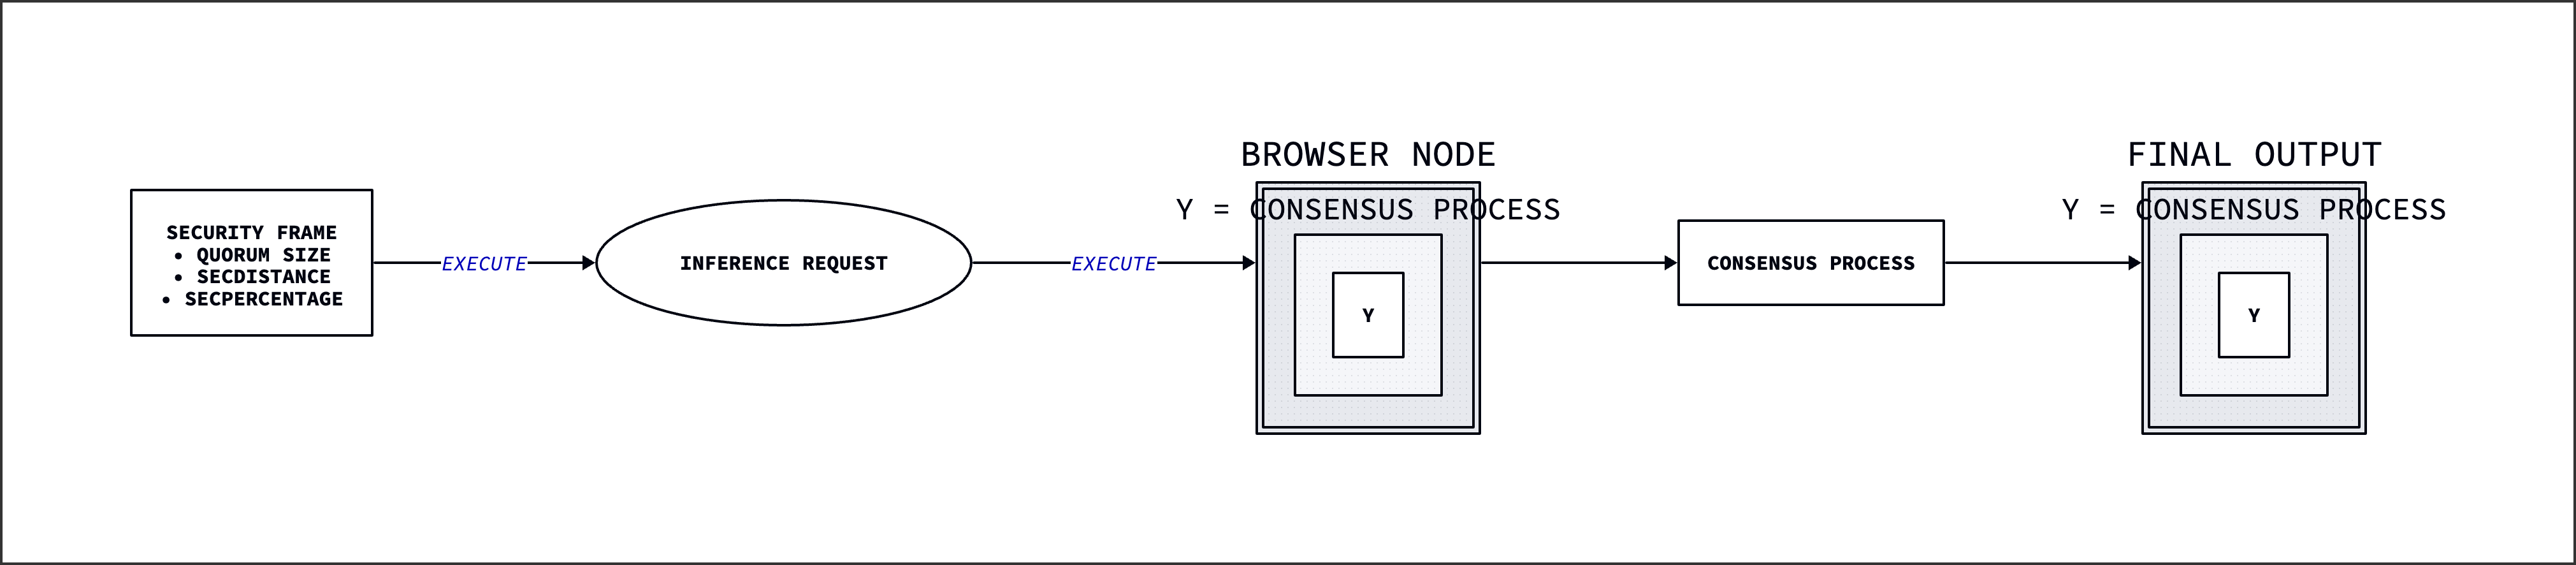 SECURITY FRAME
• QUORUM SIZE
• SECDISTANCE
• SECPERCENTAGE
EXECUTE
INFERENCE REQUEST
EXECUTE
BROWSER NODE
Y = CONSENSUS PROCESS
Y
CONSENSUS PROCESS
FINAL OUTPUT
Y = CONSENSUS PROCESS
Y